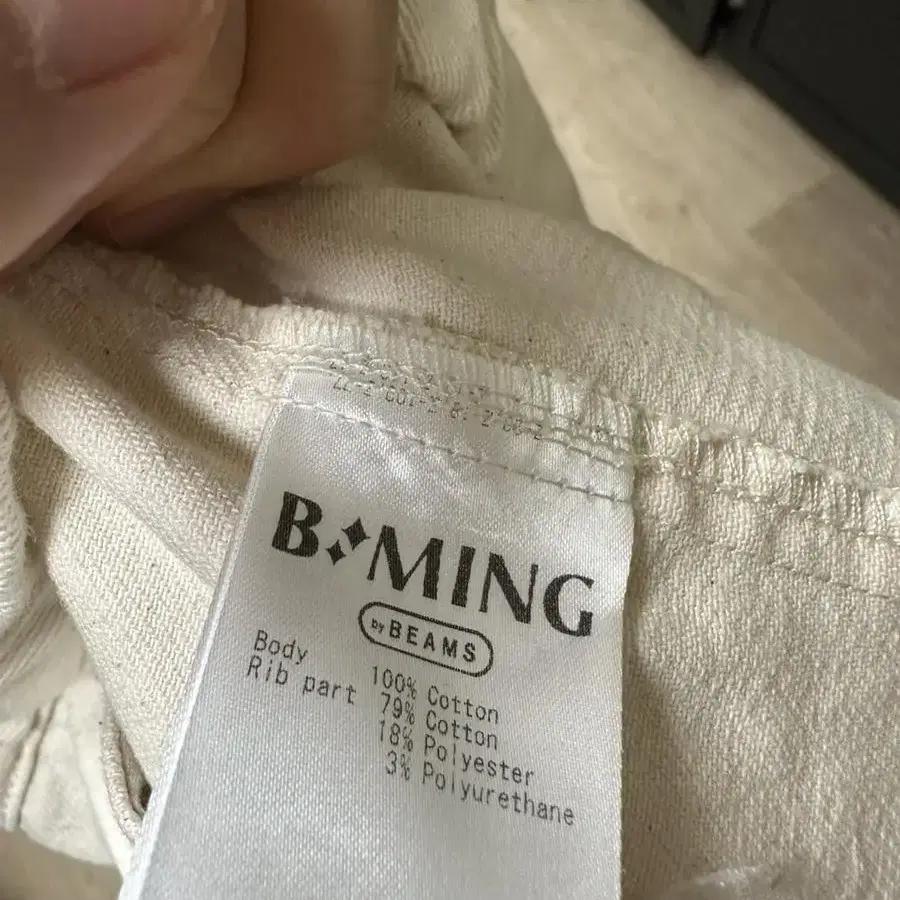 B MING
by BEAMS
Body 100% Cotton
Rib part 79% Cotton
18% Polyester
3% Polyurethane